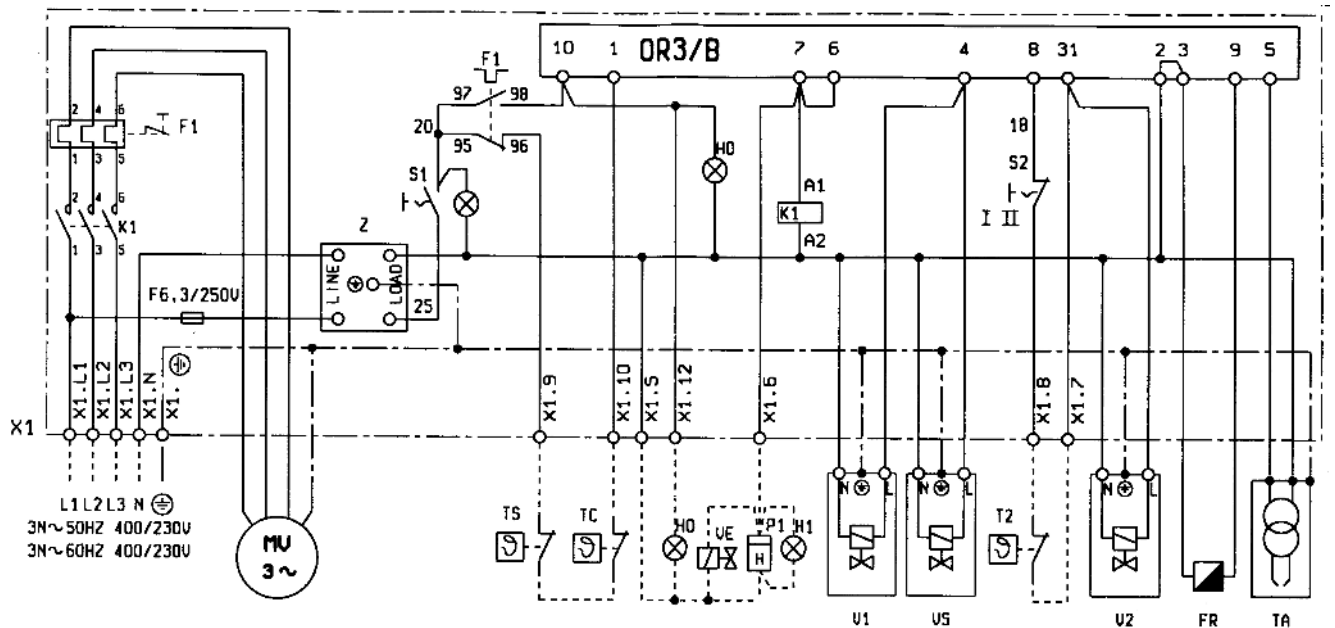 10 1 OR3/B 7 6 4 8 31 2 3 9 5
F1
97 98
20
95 96
2 4 6
F1
1 3 5
S1
H0
18
S2
I II
A1
K1
A2
2 4 6
K1
1 3 5
Z
LINE
LOAD
25
F6,3/250V
X1
X1.L1
X1.L2
X1.L3
X1.N
X1.
X1.9
X1.10
X1.5
X1.12
X1.6
X1.8
X1.7
L1 L2 L3 N
3N~50HZ 400/230V
3N~60HZ 400/230V
MV
3~
TS
TC
H0
VE
P1
H
H1
N L
N L
T2
N L
V1
VS
V2
FR
TA